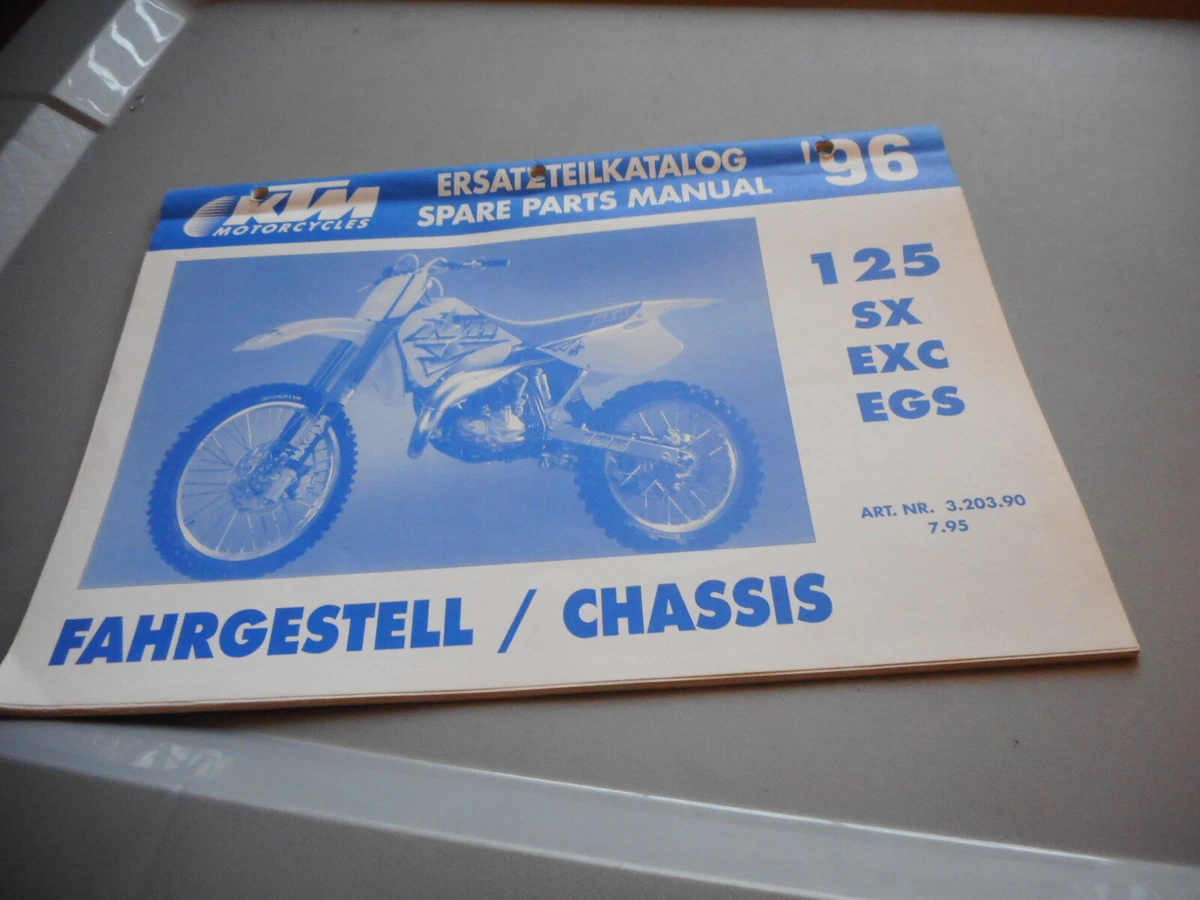 KTM
MOTORCYCLES
ERSATZTEILKATALOG
SPARE PARTS MANUAL
'96
125
SX
EXC
EGS
ART. NR. 3.203.90
7.95
FAHRGESTELL / CHASSIS